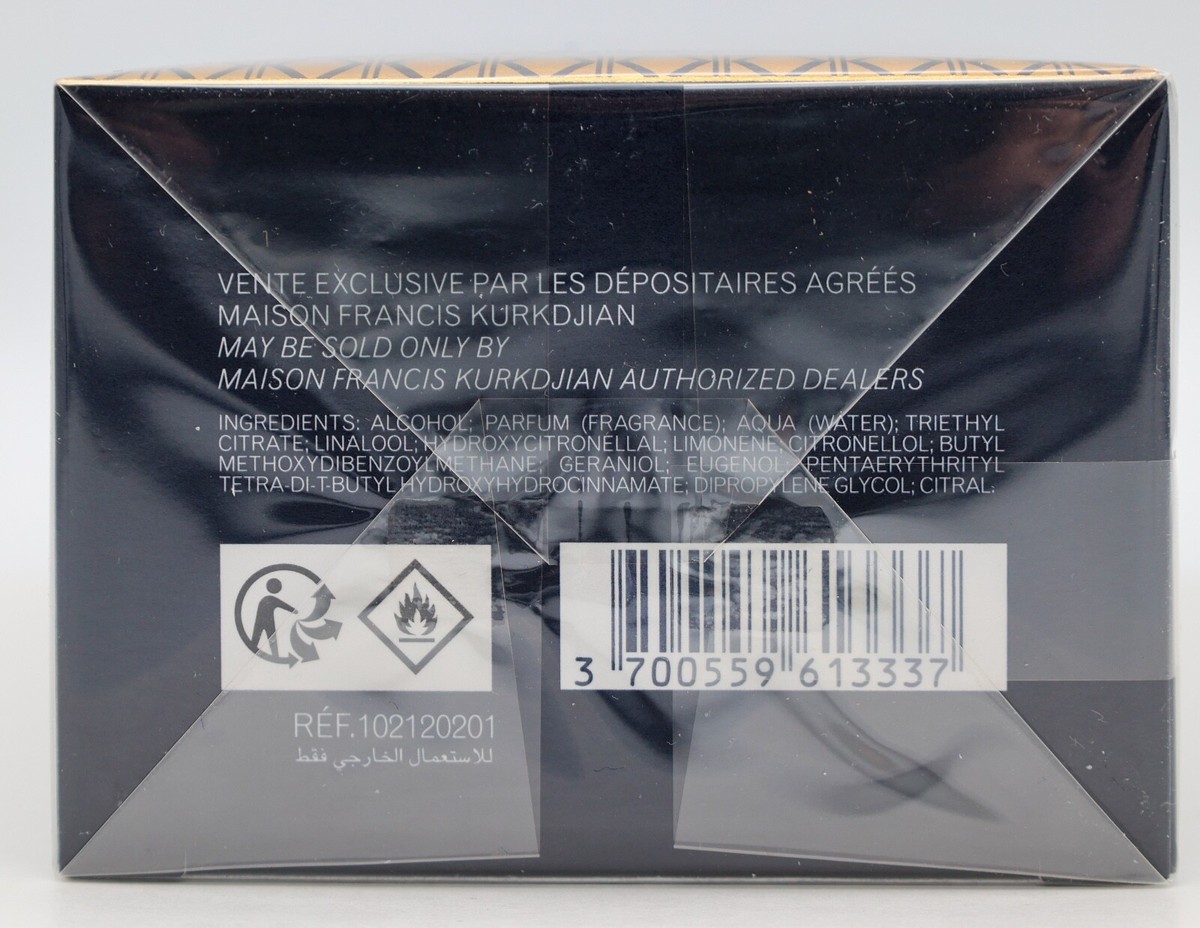 VENTE EXCLUSIVE PAR LES DÉPOSITAIRES AGRÉÉS
MAISON FRANCIS KURKDJIAN
MAY BE SOLD ONLY BY
MAISON FRANCIS KURKDJIAN AUTHORIZED DEALERS
INGREDIENTS: ALCOHOL; PARFUM (FRAGRANCE); AQUA (WATER); TRIETHYL
CITRATE; LINALOOL; HYDROXYCITRONELLAL; LIMONENE; CITRONELLOL; BUTYL
METHOXYDIBENZOYLMETHANE; GERANIOL; EUGENOL; PENTAERYTHRITYL
TETRA-DI-T-BUTYL HYDROXYHYDROCINNAMATE; DIPROPYLENE GLYCOL; CITRAL.
3 700559 613337
RÉF.102120201
للاستعمال الخارجي فقط